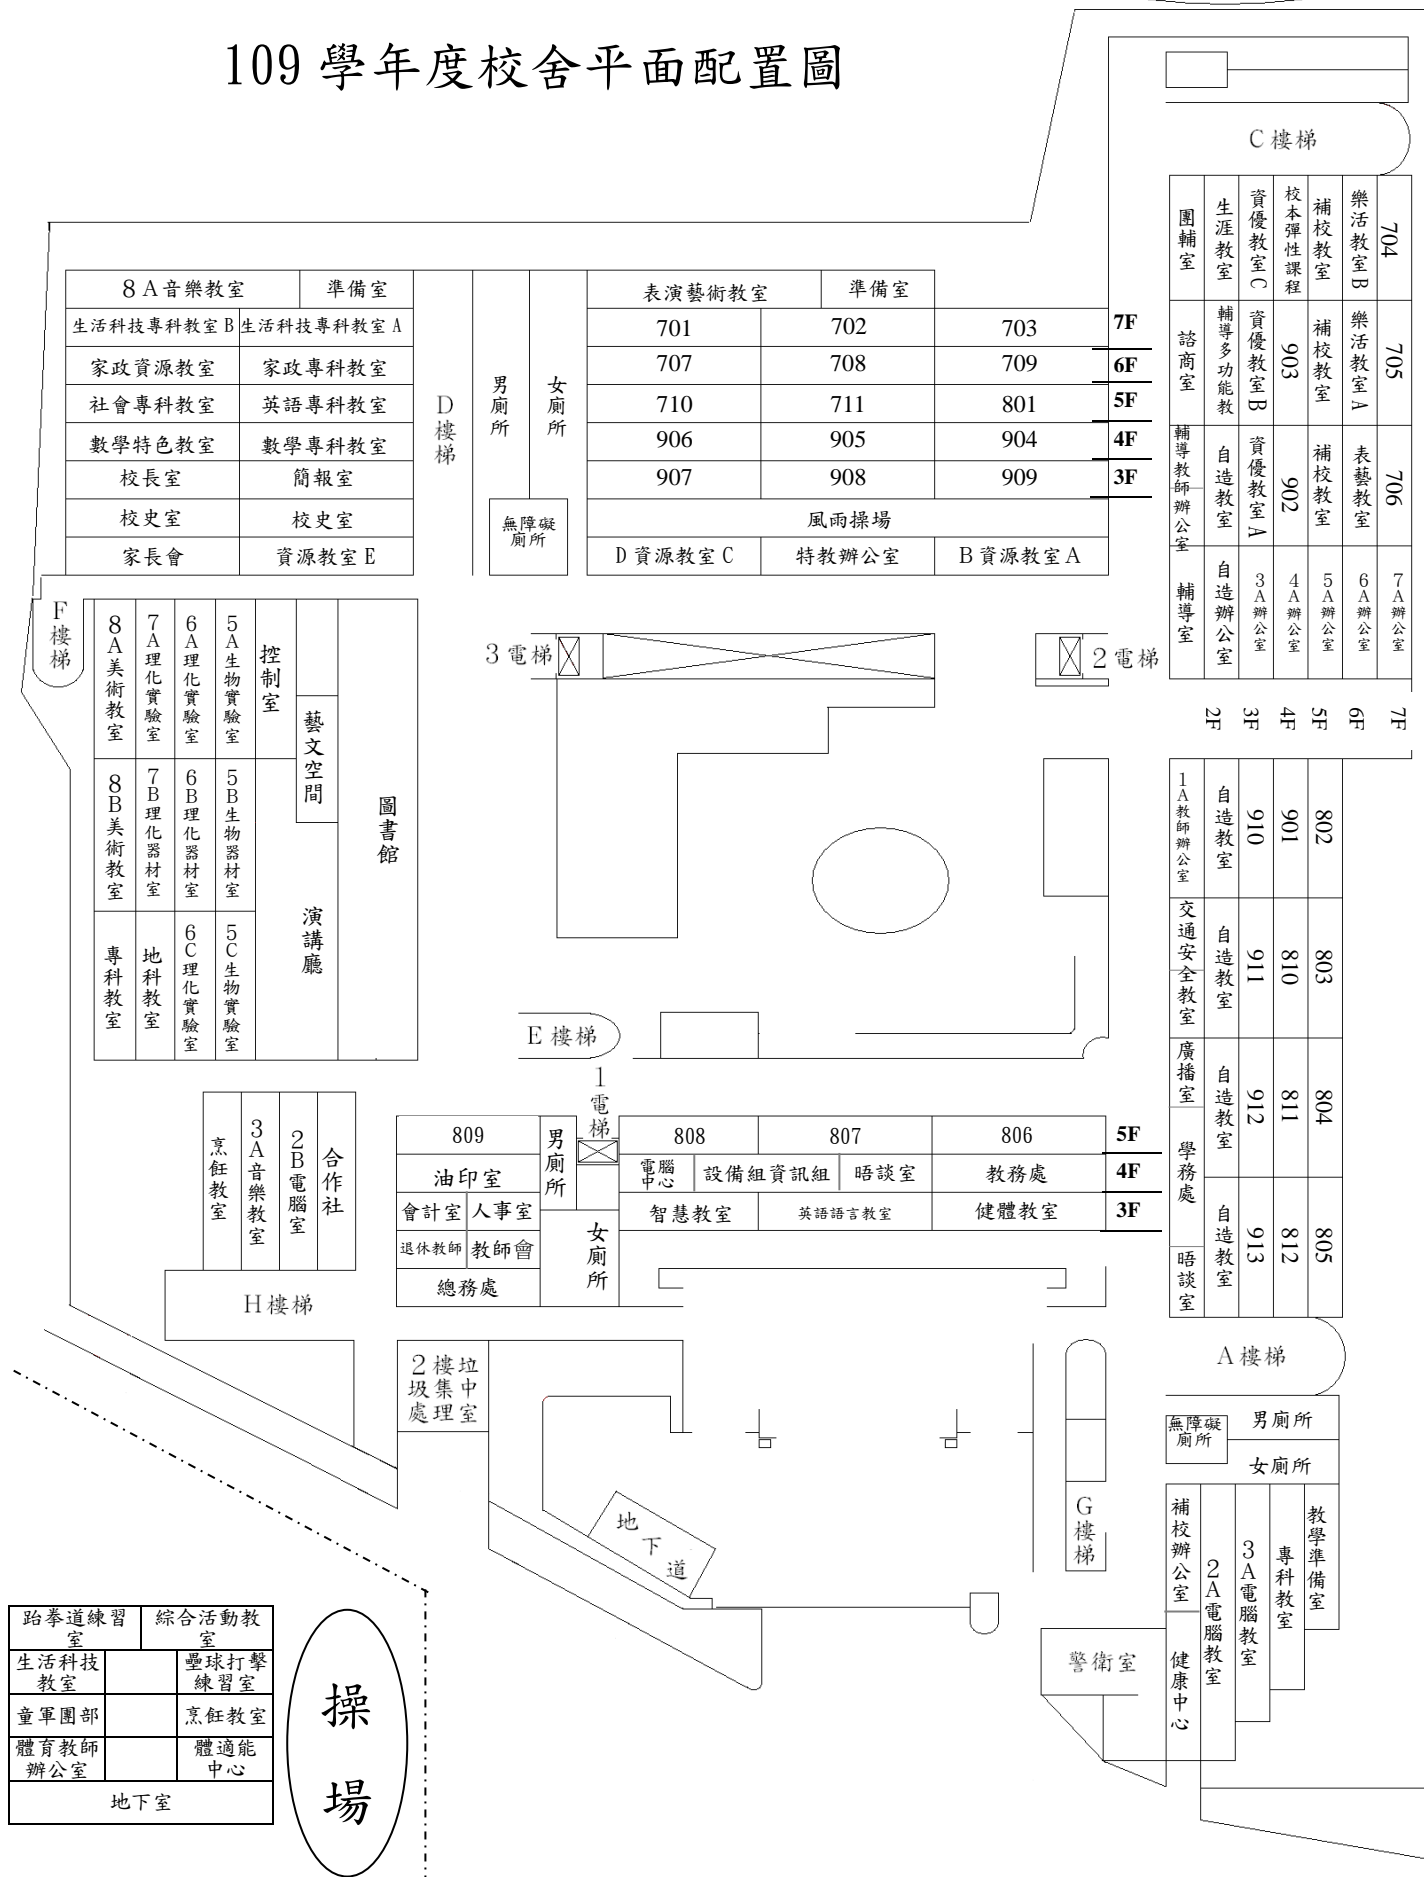 109 學年度校舍平面配置圖
C樓梯
團輔室
生涯教室
資優教室C
校本彈性課程
補校教室
樂活教室B
704
諮商室
輔導多功能教
資優教室B
903
補校教室
樂活教室A
705
輔導教師辦公室
自造教室
資優教室A
902
補校教室
表藝教室
706
輔導室
自造辦公室
3A辦公室
4A辦公室
5A辦公室
6A辦公室
7A辦公室
2F
3F
4F
5F
6F
7F
8A音樂教室
準備室
生活科技專科教室B
生活科技專科教室A
家政資源教室
家政專科教室
社會專科教室
英語專科教室
數學特色教室
數學專科教室
校長室
簡報室
校史室
校史室
家長會
資源教室E
D樓梯
男廁所
女廁所
無障礙
廁所
表演藝術教室
準備室
701
702
703
7F
707
708
709
6F
710
711
801
5F
906
905
904
4F
907
908
909
3F
風雨操場
D資源教室C
特教辦公室
B資源教室A
F樓梯
8A美術教室
7A理化實驗室
6A理化實驗室
5A生物實驗室
控制室
藝文空間
圖書館
8B美術教室
7B理化器材室
6B理化器材室
5B生物器材室
演講廳
專科教室
地科教室
6C理化實驗室
5C生物實驗室
3電梯
2電梯
1A教師辦公室
自造教室
910
901
802
交通安全教室
自造教室
911
810
803
廣播室
自造教室
912
811
804
學務處
自造教室
913
812
805
晤談室
E樓梯
1電梯
烹飪教室
3A音樂教室
2B電腦室
合作社
H樓梯
809
油印室
會計室
人事室
退休教師
教師會
總務處
男廁所
女廁所
808
807
806
5F
電腦
中心
設備組資訊組
晤談室
教務處
4F
智慧教室
英語語言教室
健體教室
3F
2樓垃
圾集中
處理室
地下道
G樓梯
A樓梯
無障礙
廁所
男廁所
女廁所
補校辦公室
2A電腦教室
3A電腦教室
專科教室
教學準備室
健康中心
警衛室
跆拳道練習
室
綜合活動教
室
生活科技
教室
壘球打擊
練習室
童軍團部
烹飪教室
體育教師
辦公室
體適能
中心
地下室
操場